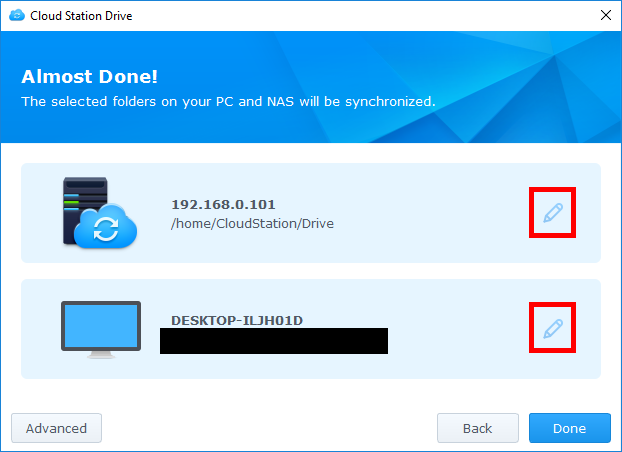 Cloud Station Drive
Almost Done!
The selected folders on your PC and NAS will be synchronized.
192.168.0.101
/home/CloudStation/Drive
DESKTOP-ILJH01D
Advanced
Back
Done